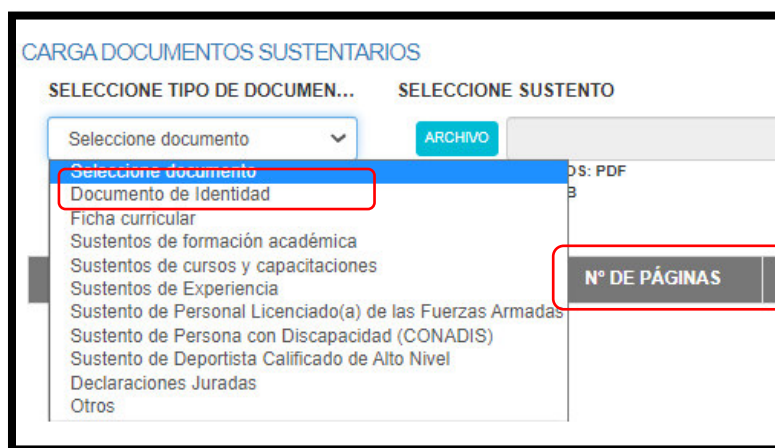 CARGA DOCUMENTOS SUSTENTARIOS
SELECCIONE TIPO DE DOCUMEN... SELECCIONE SUSTENTO
Seleccione documento ARCHIVO
Seleccione documento OS: PDF
Documento de Identidad B
Ficha curricular
Sustentos de formación académica
Sustentos de cursos y capacitaciones
Sustentos de Experiencia Nº DE PÁGINAS
Sustento de Personal Licenciado(a) de las Fuerzas Armadas
Sustento de Persona con Discapacidad (CONADIS)
Sustento de Deportista Calificado de Alto Nivel
Declaraciones Juradas
Otros